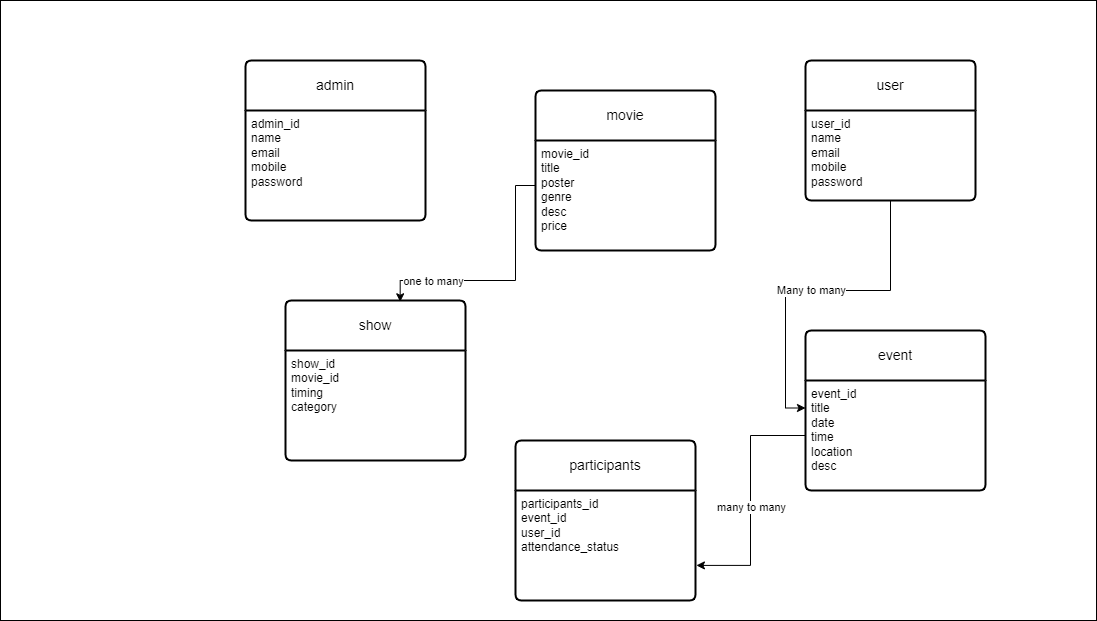 admin
admin_id
name
email
mobile
password
movie
movie_id
title
poster
genre
desc
price
user
user_id
name
email
mobile
password
one to many
Many to many
show
show_id
movie_id
timing
category
event
event_id
title
date
time
location
desc
participants
participants_id
event_id
user_id
attendance_status
many to many